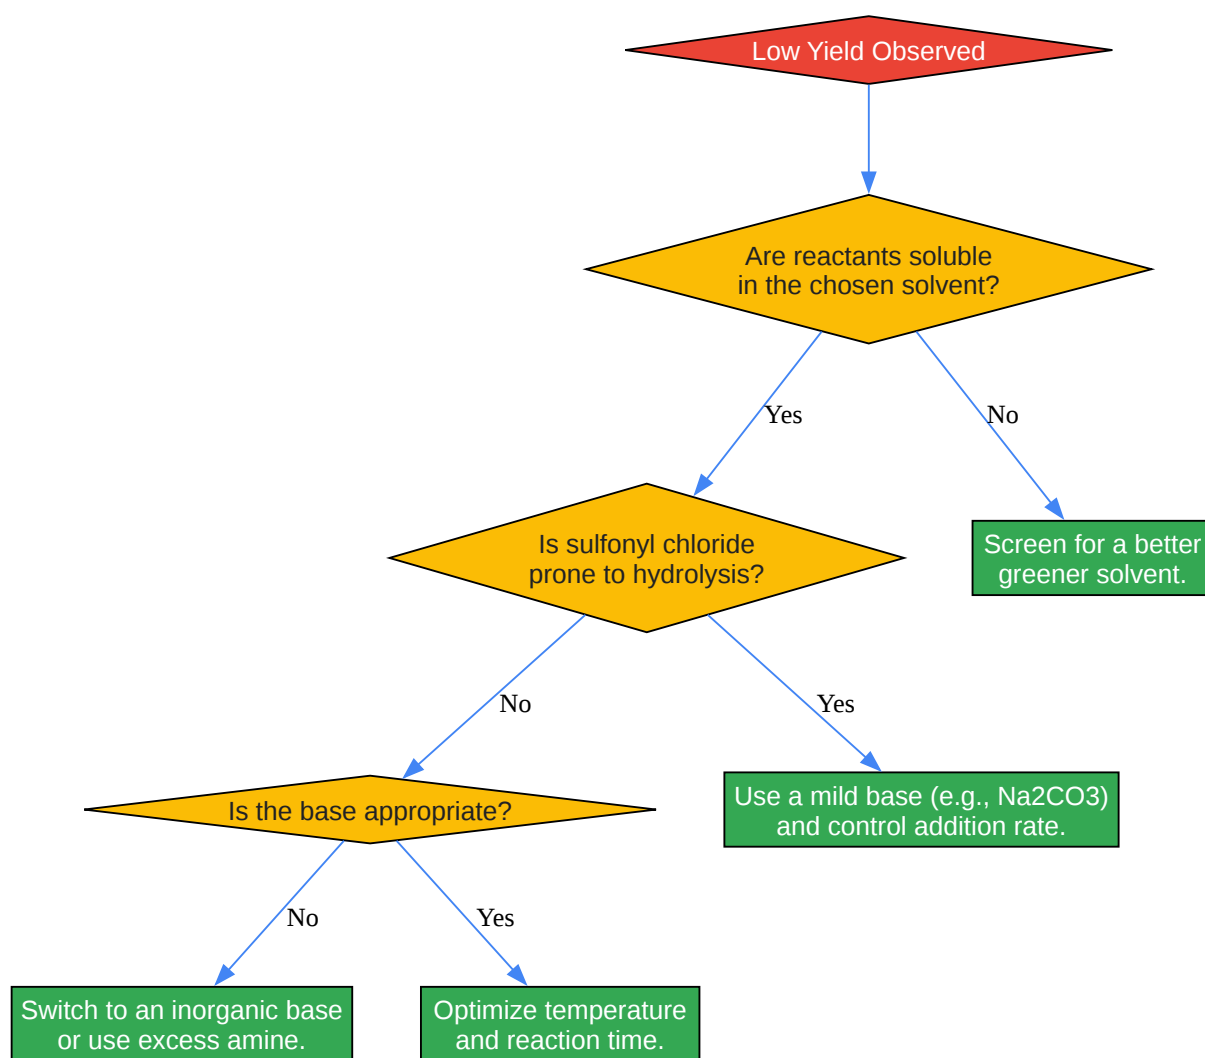 Low Yield Observed
Are reactants soluble
in the chosen solvent?
Yes
No
Is sulfonyl chloride
prone to hydrolysis?
Screen for a better
greener solvent.
No
Yes
Is the base appropriate?
Use a mild base (e.g., Na2CO3)
and control addition rate.
No
Yes
Switch to an inorganic base
or use excess amine.
Optimize temperature
and reaction time.